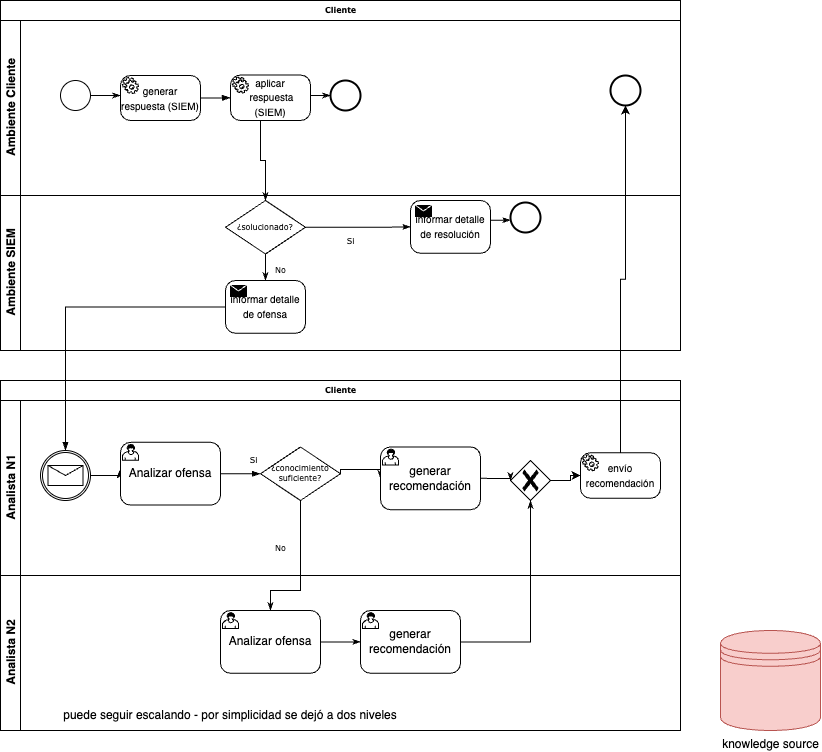 Cliente
Ambiente Cliente
generar
respuesta (SIEM)
aplicar
respuesta
(SIEM)
Ambiente SIEM
¿solucionado?
SI
informar detalle
de resolución
No
informar detalle
de ofensa
Cliente
Analista N1
Analizar ofensa
SI
¿conocimiento
suficiente?
generar
recomendación
envío
recomendación
No
Analista N2
Analizar ofensa
generar
recomendación
puede seguir escalando - por simplicidad se dejó a dos niveles
knowledge source